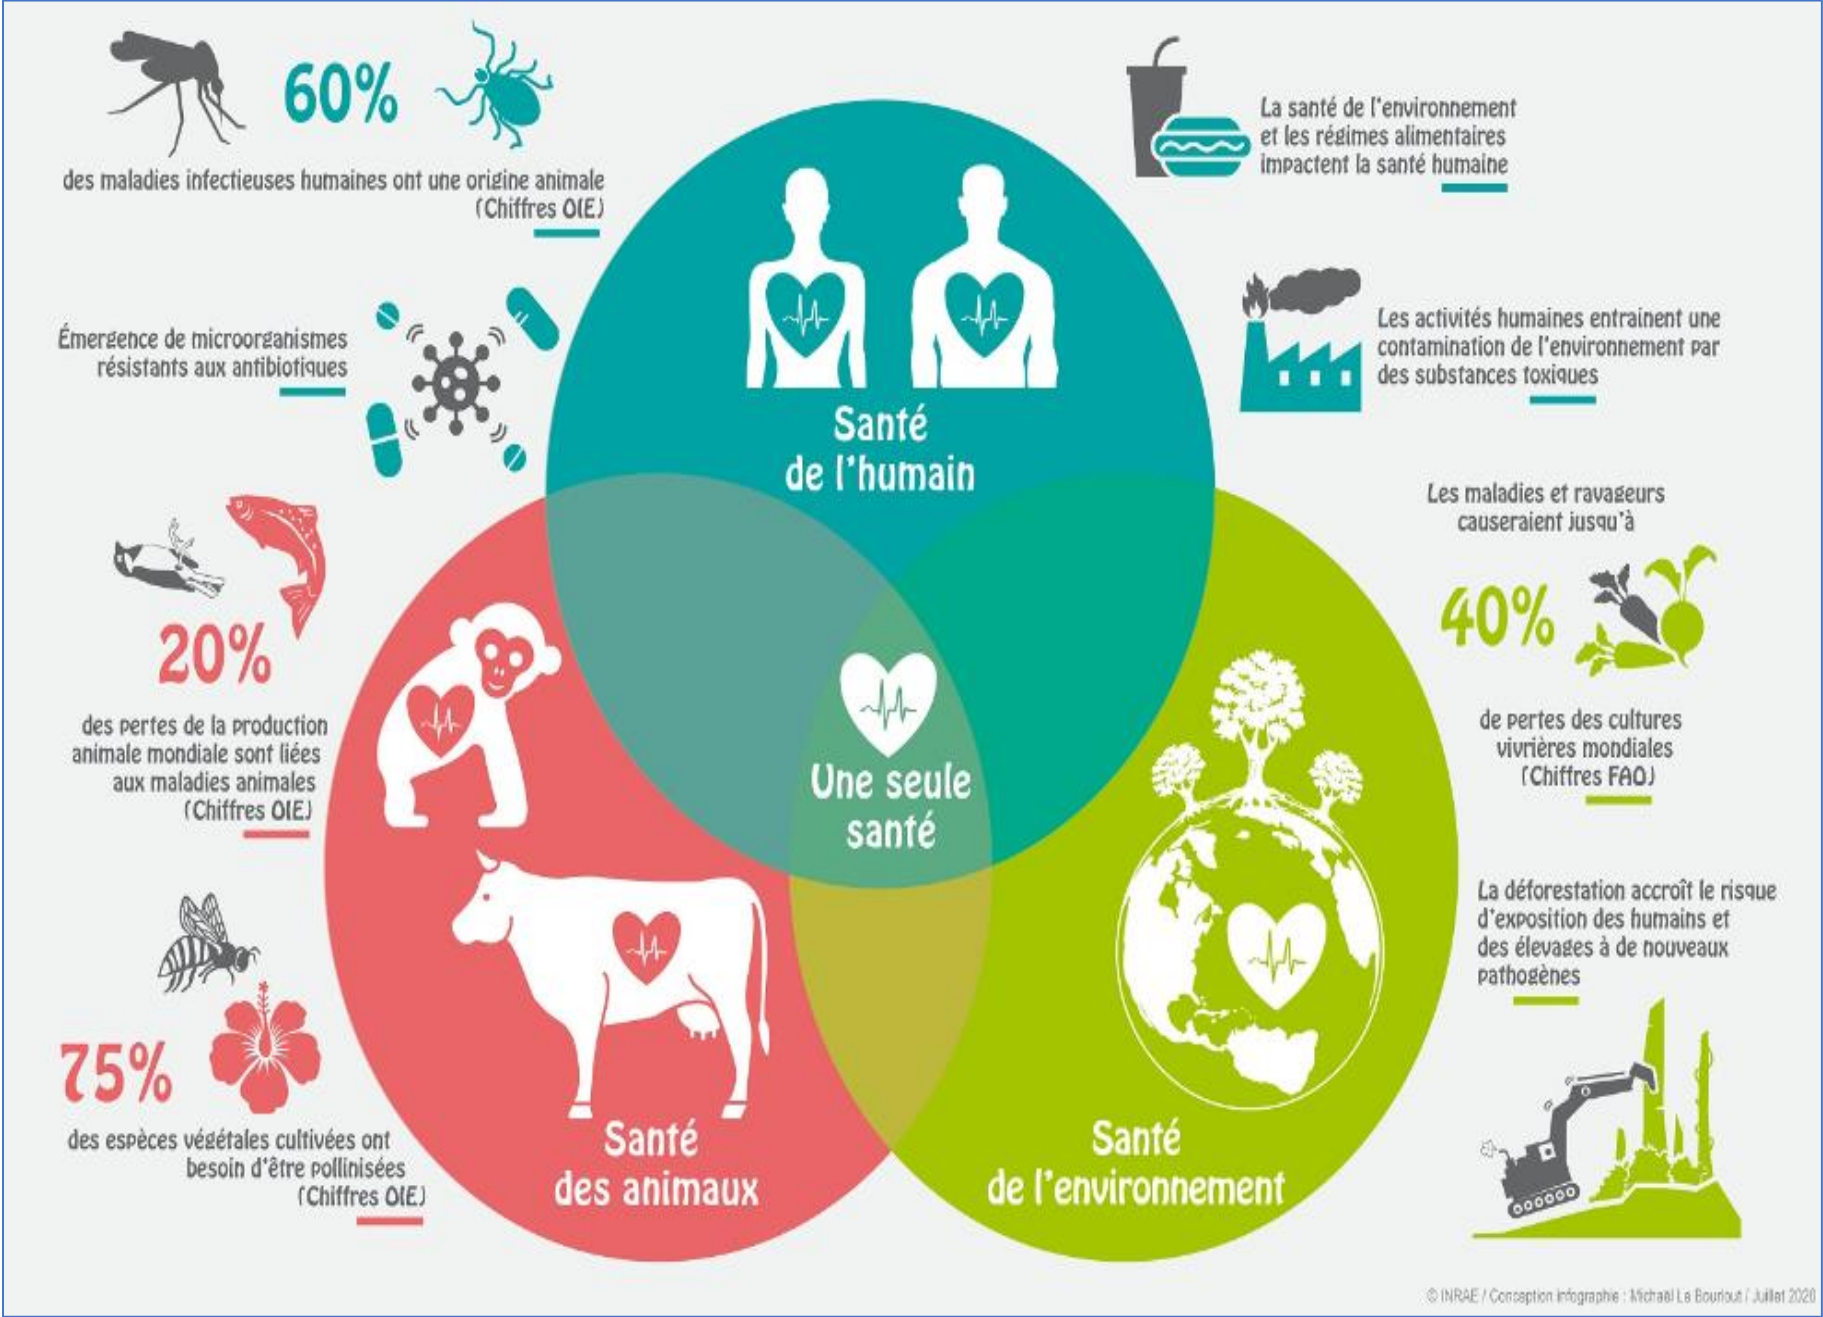 60%
des maladies infectieuses humaines ont une origine animale
(Chiffres OIE)
Émergence de microorganismes
résistants aux antibiotiques
20%
des pertes de la production
animale mondiale sont liées
aux maladies animales
(Chiffres OIE)
75%
des espèces végétales cultivées ont
besoin d'être pollinisées
(Chiffres OIE)
Santé
de l'humain
Une seule
santé
Santé
des animaux
Santé
de l'environnement
La santé de l'environnement
et les régimes alimentaires
impactent la santé humaine
Les activités humaines entrainent une
contamination de l'environnement par
des substances toxiques
Les maladies et ravageurs
causeraient jusqu'à
40%
de pertes des cultures
vivrières mondiales
(Chiffres FAO)
La déforestation accroît le risque
d'exposition des humains et
des élevages à de nouveaux
pathogènes
© INRAE / Conception infographie : Michaël Le Bourlout / Juillet 2020